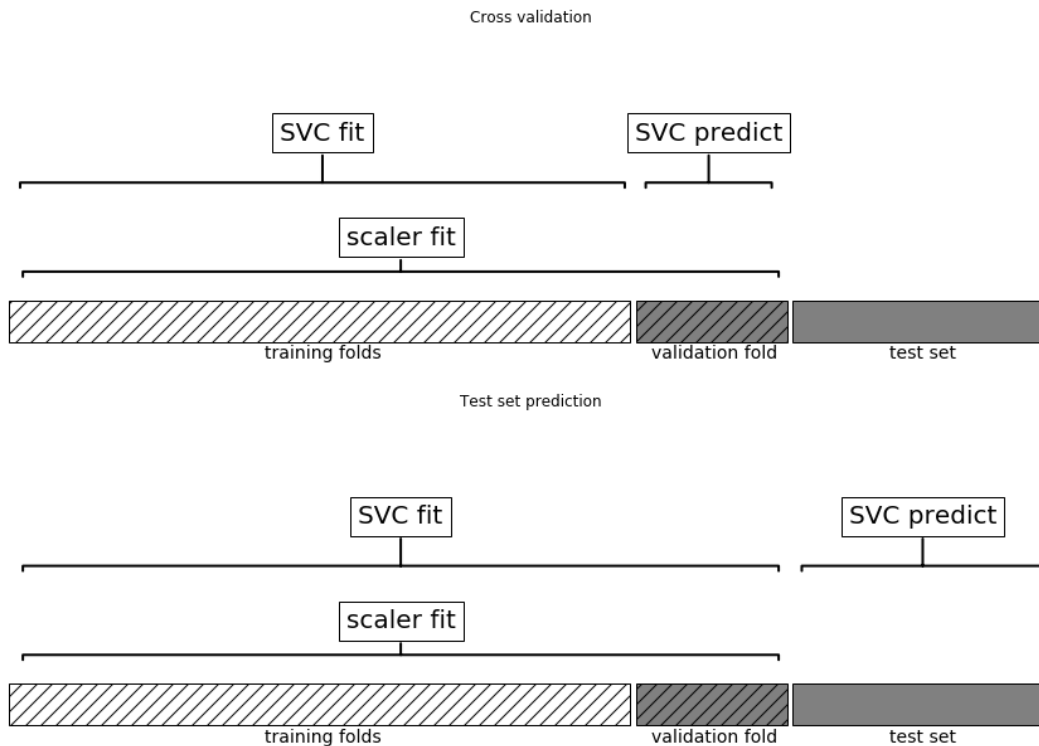 Cross validation
SVC fit
SVC predict
scaler fit
training folds
validation fold
test set
Test set prediction
SVC fit
SVC predict
scaler fit
training folds
validation fold
test set